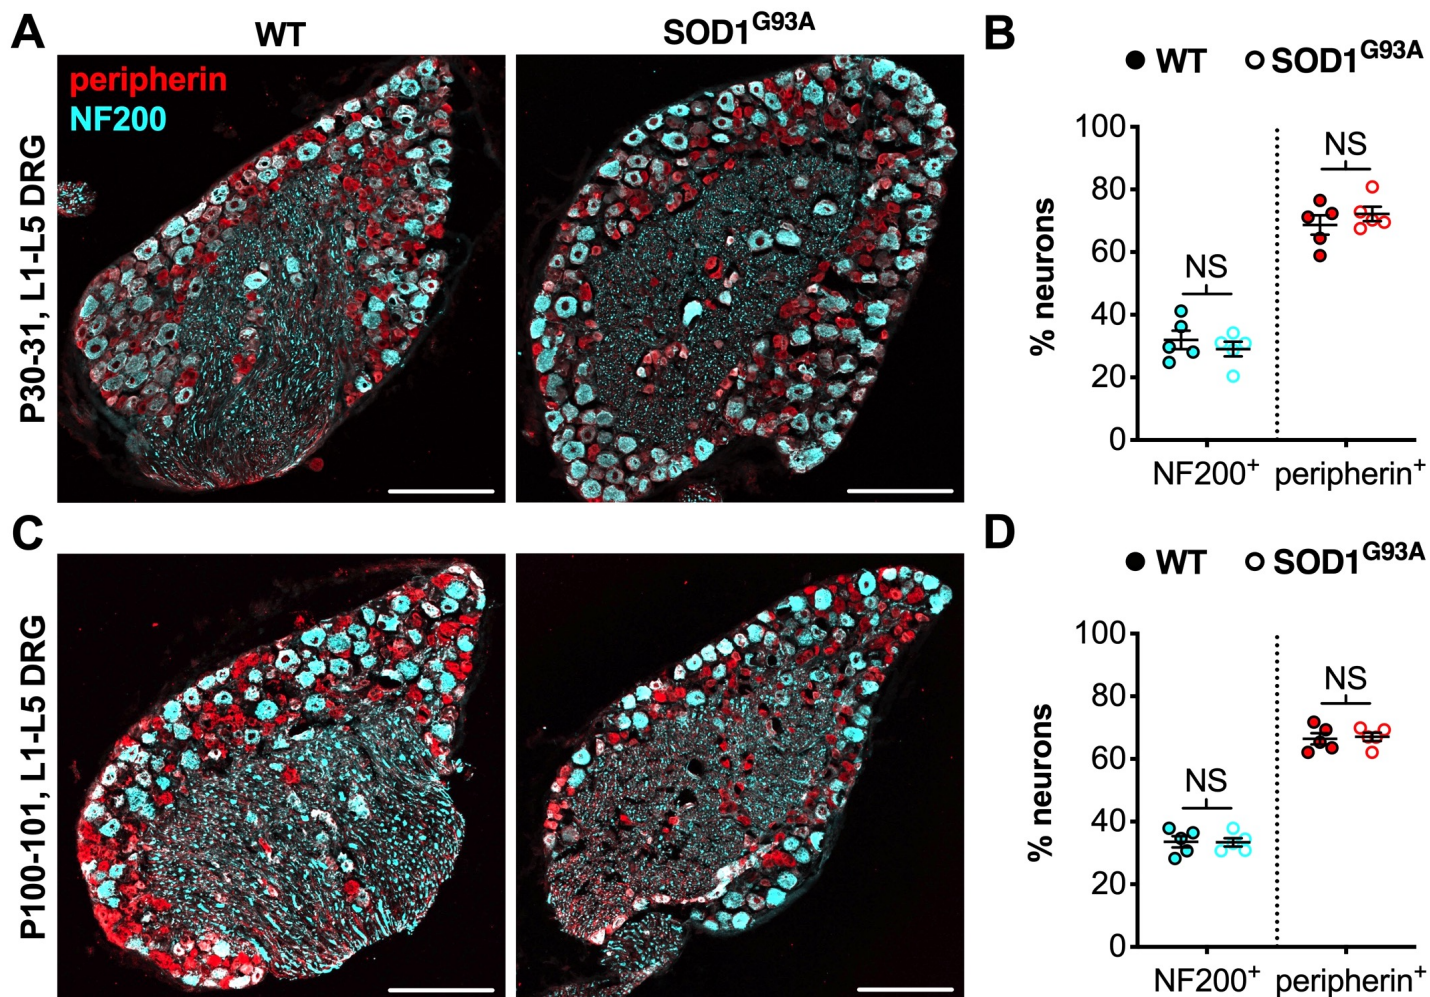 A
WT
SOD1G93A
peripherin
NF200
P30-31, L1-L5 DRG
B
WT SOD1G93A
% neurons
100
80
60
40
20
0
NS
NS
NF200+ peripherin+
C
P100-101, L1-L5 DRG
D
WT SOD1G93A
% neurons
100
80
60
40
20
0
NS
NS
NF200+ peripherin+